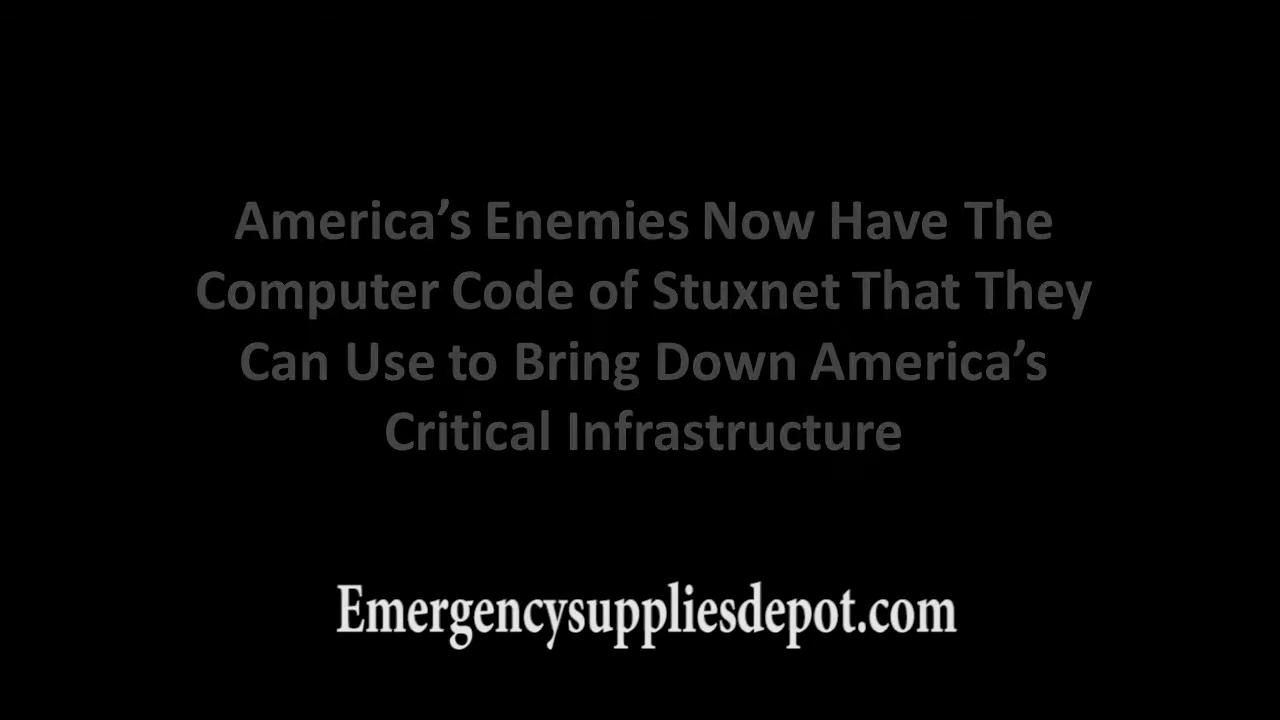 America’s Enemies Now Have The
Computer Code of Stuxnet That They
Can Use to Bring Down America’s
Critical Infrastructure
Emergencysuppliesdepot.com